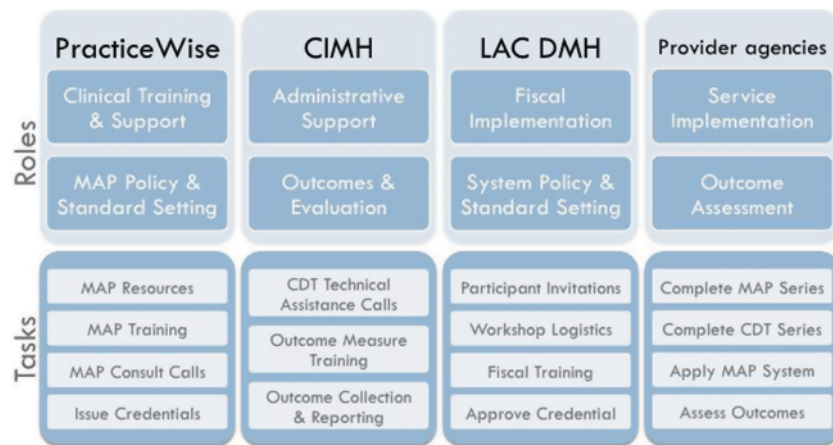 PracticeWise
CIMH
LAC DMH
Provider agencies
Roles
Clinical Training
& Support
Administrative
Support
Fiscal
Implementation
Service
Implementation
MAP Policy &
Standard Setting
Outcomes &
Evaluation
System Policy &
Standard Setting
Outcome
Assessment
Tasks
MAP Resources
MAP Training
MAP Consult Calls
Issue Credentials
CDT Technical
Assistance Calls
Outcome Measure
Training
Outcome Collection
& Reporting
Participant Invitations
Workshop Logistics
Fiscal Training
Approve Credential
Complete MAP Series
Complete CDT Series
Apply MAP System
Assess Outcomes